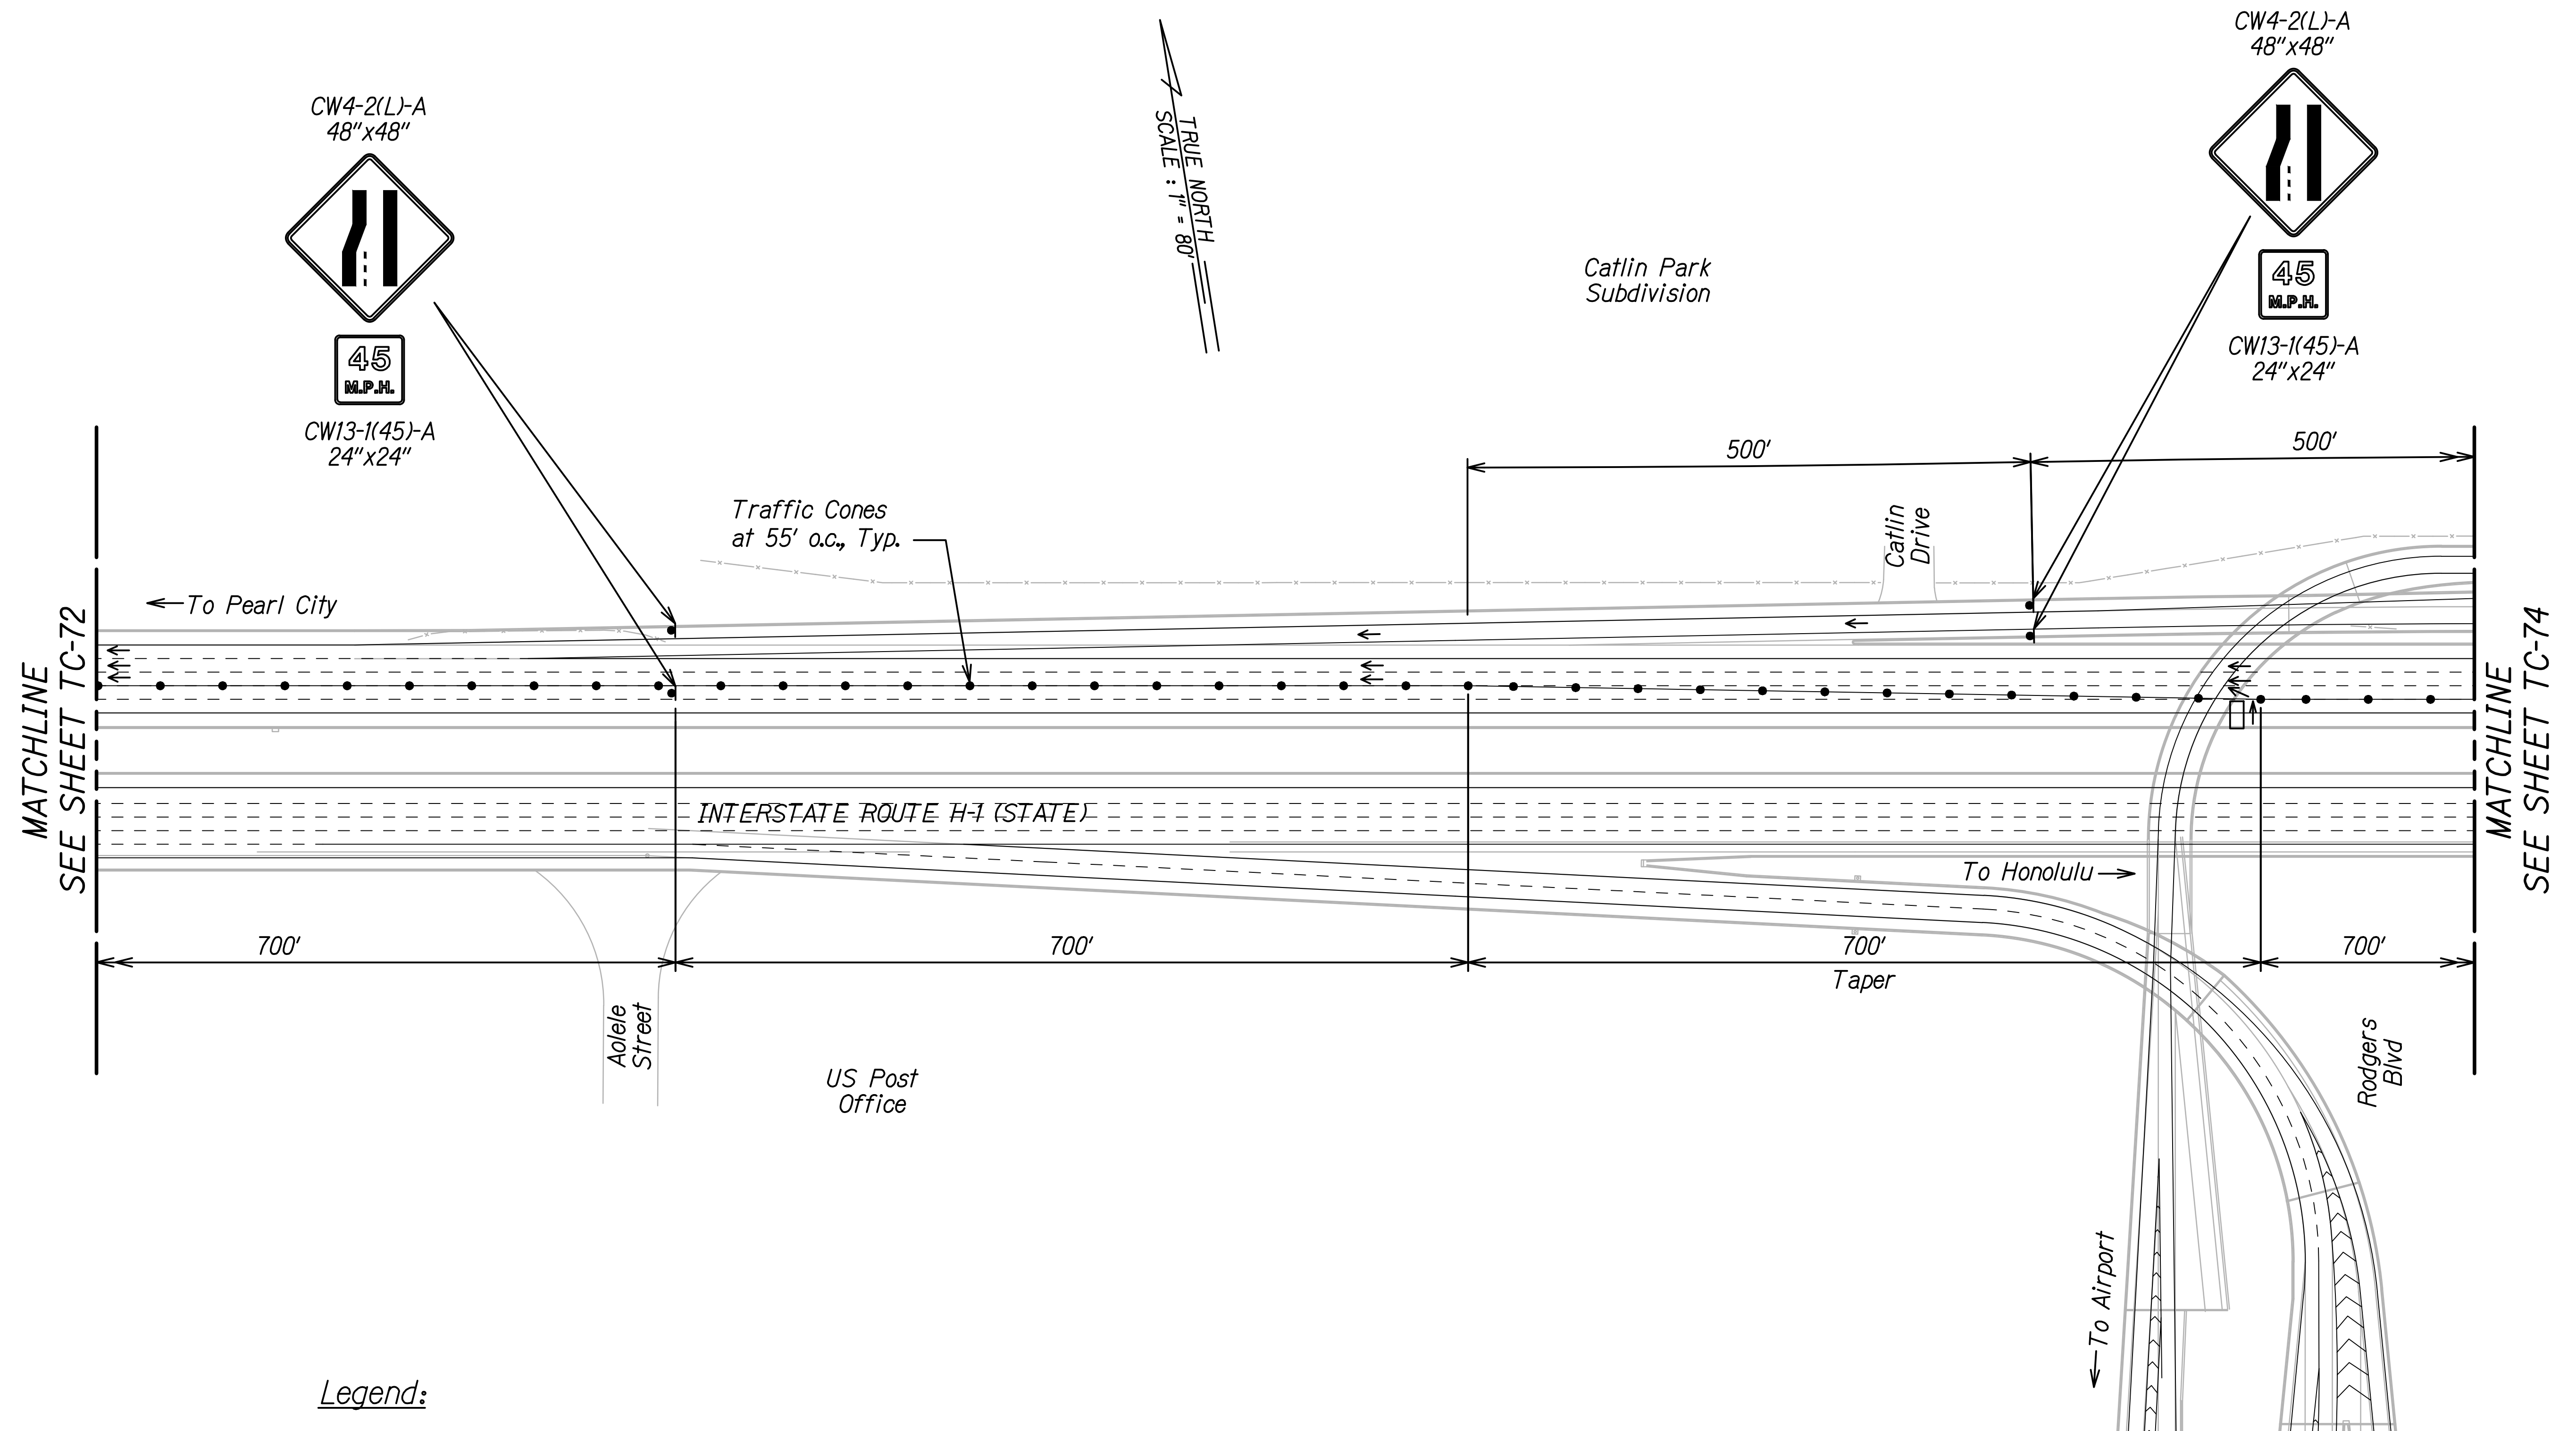 CW4-2(L)-A
48"x48"
45
M.P.H.
CW13-1(45)-A
24"x24"
TRUE NORTH
SCALE : 1" = 80'
Catlin Park
Subdivision
CW4-2(L)-A
48"x48"
45
M.P.H.
CW13-1(45)-A
24"x24"
500'
500'
Traffic Cones
at 55' o.c., Typ.
Catlin
Drive
To Pearl City
MATCHLINE
SEE SHEET TC-72
MATCHLINE
SEE SHEET TC-74
INTERSTATE ROUTE H-1 (STATE)
To Honolulu
700'
700'
700'
Taper
700'
Aolele
Street
US Post
Office
Rodgers
Blvd
To Airport
Legend: